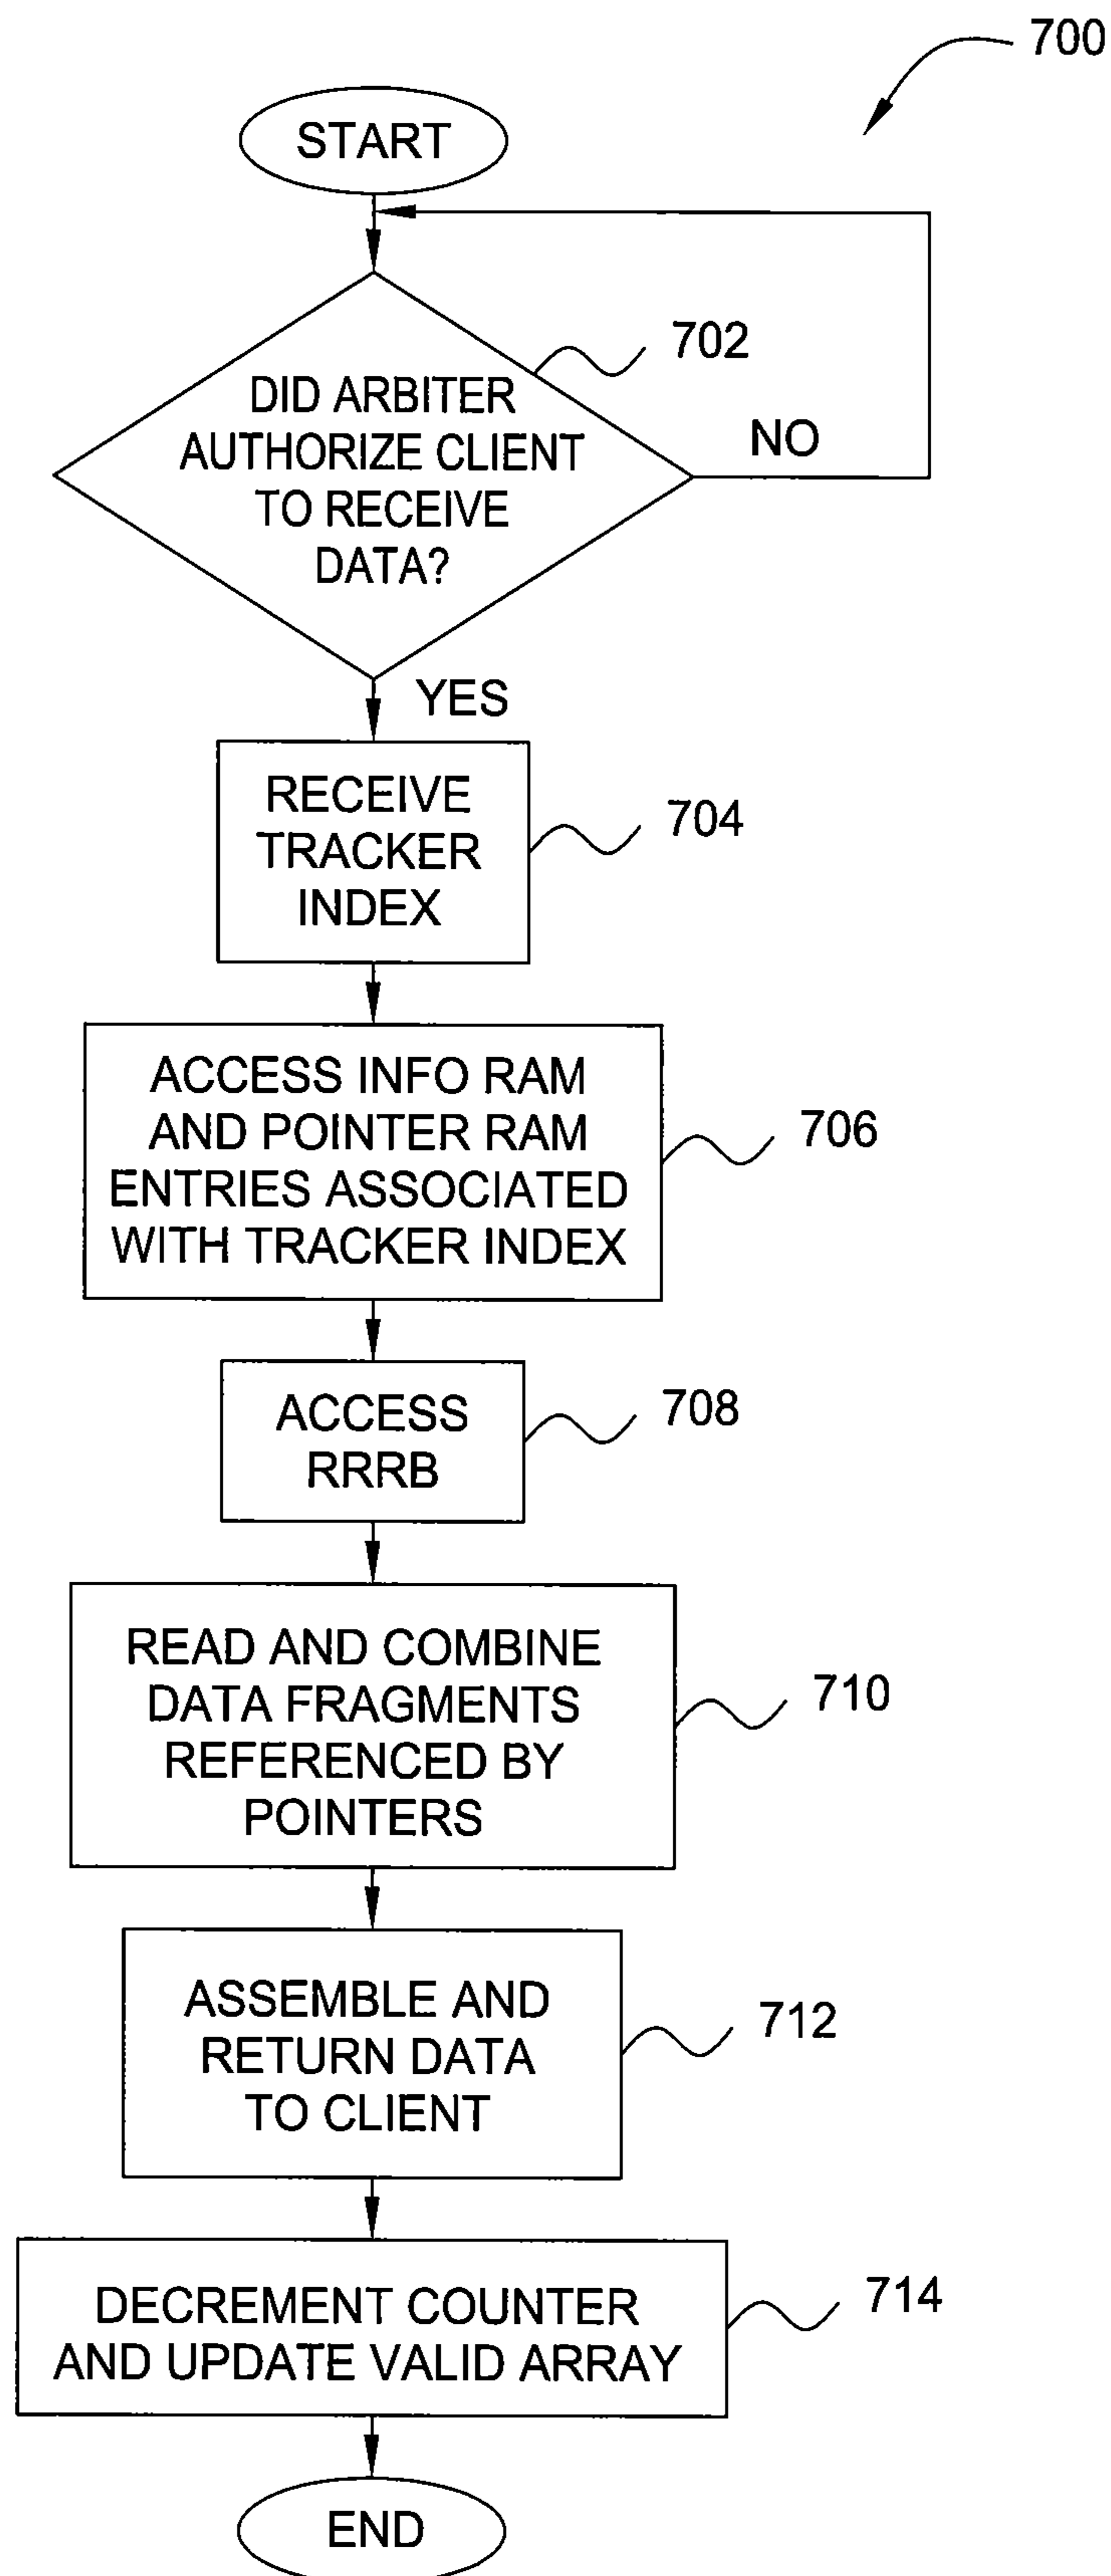 700
START
702
DID ARBITER
AUTHORIZE CLIENT
TO RECEIVE
DATA?
NO
YES
RECEIVE
TRACKER
INDEX
704
ACCESS INFO RAM
AND POINTER RAM
ENTRIES ASSOCIATED
WITH TRACKER INDEX
706
ACCESS
RRRB
708
READ AND COMBINE
DATA FRAGMENTS
REFERENCED BY
POINTERS
710
ASSEMBLE AND
RETURN DATA
TO CLIENT
712
DECREMENT COUNTER
AND UPDATE VALID ARRAY
714
END